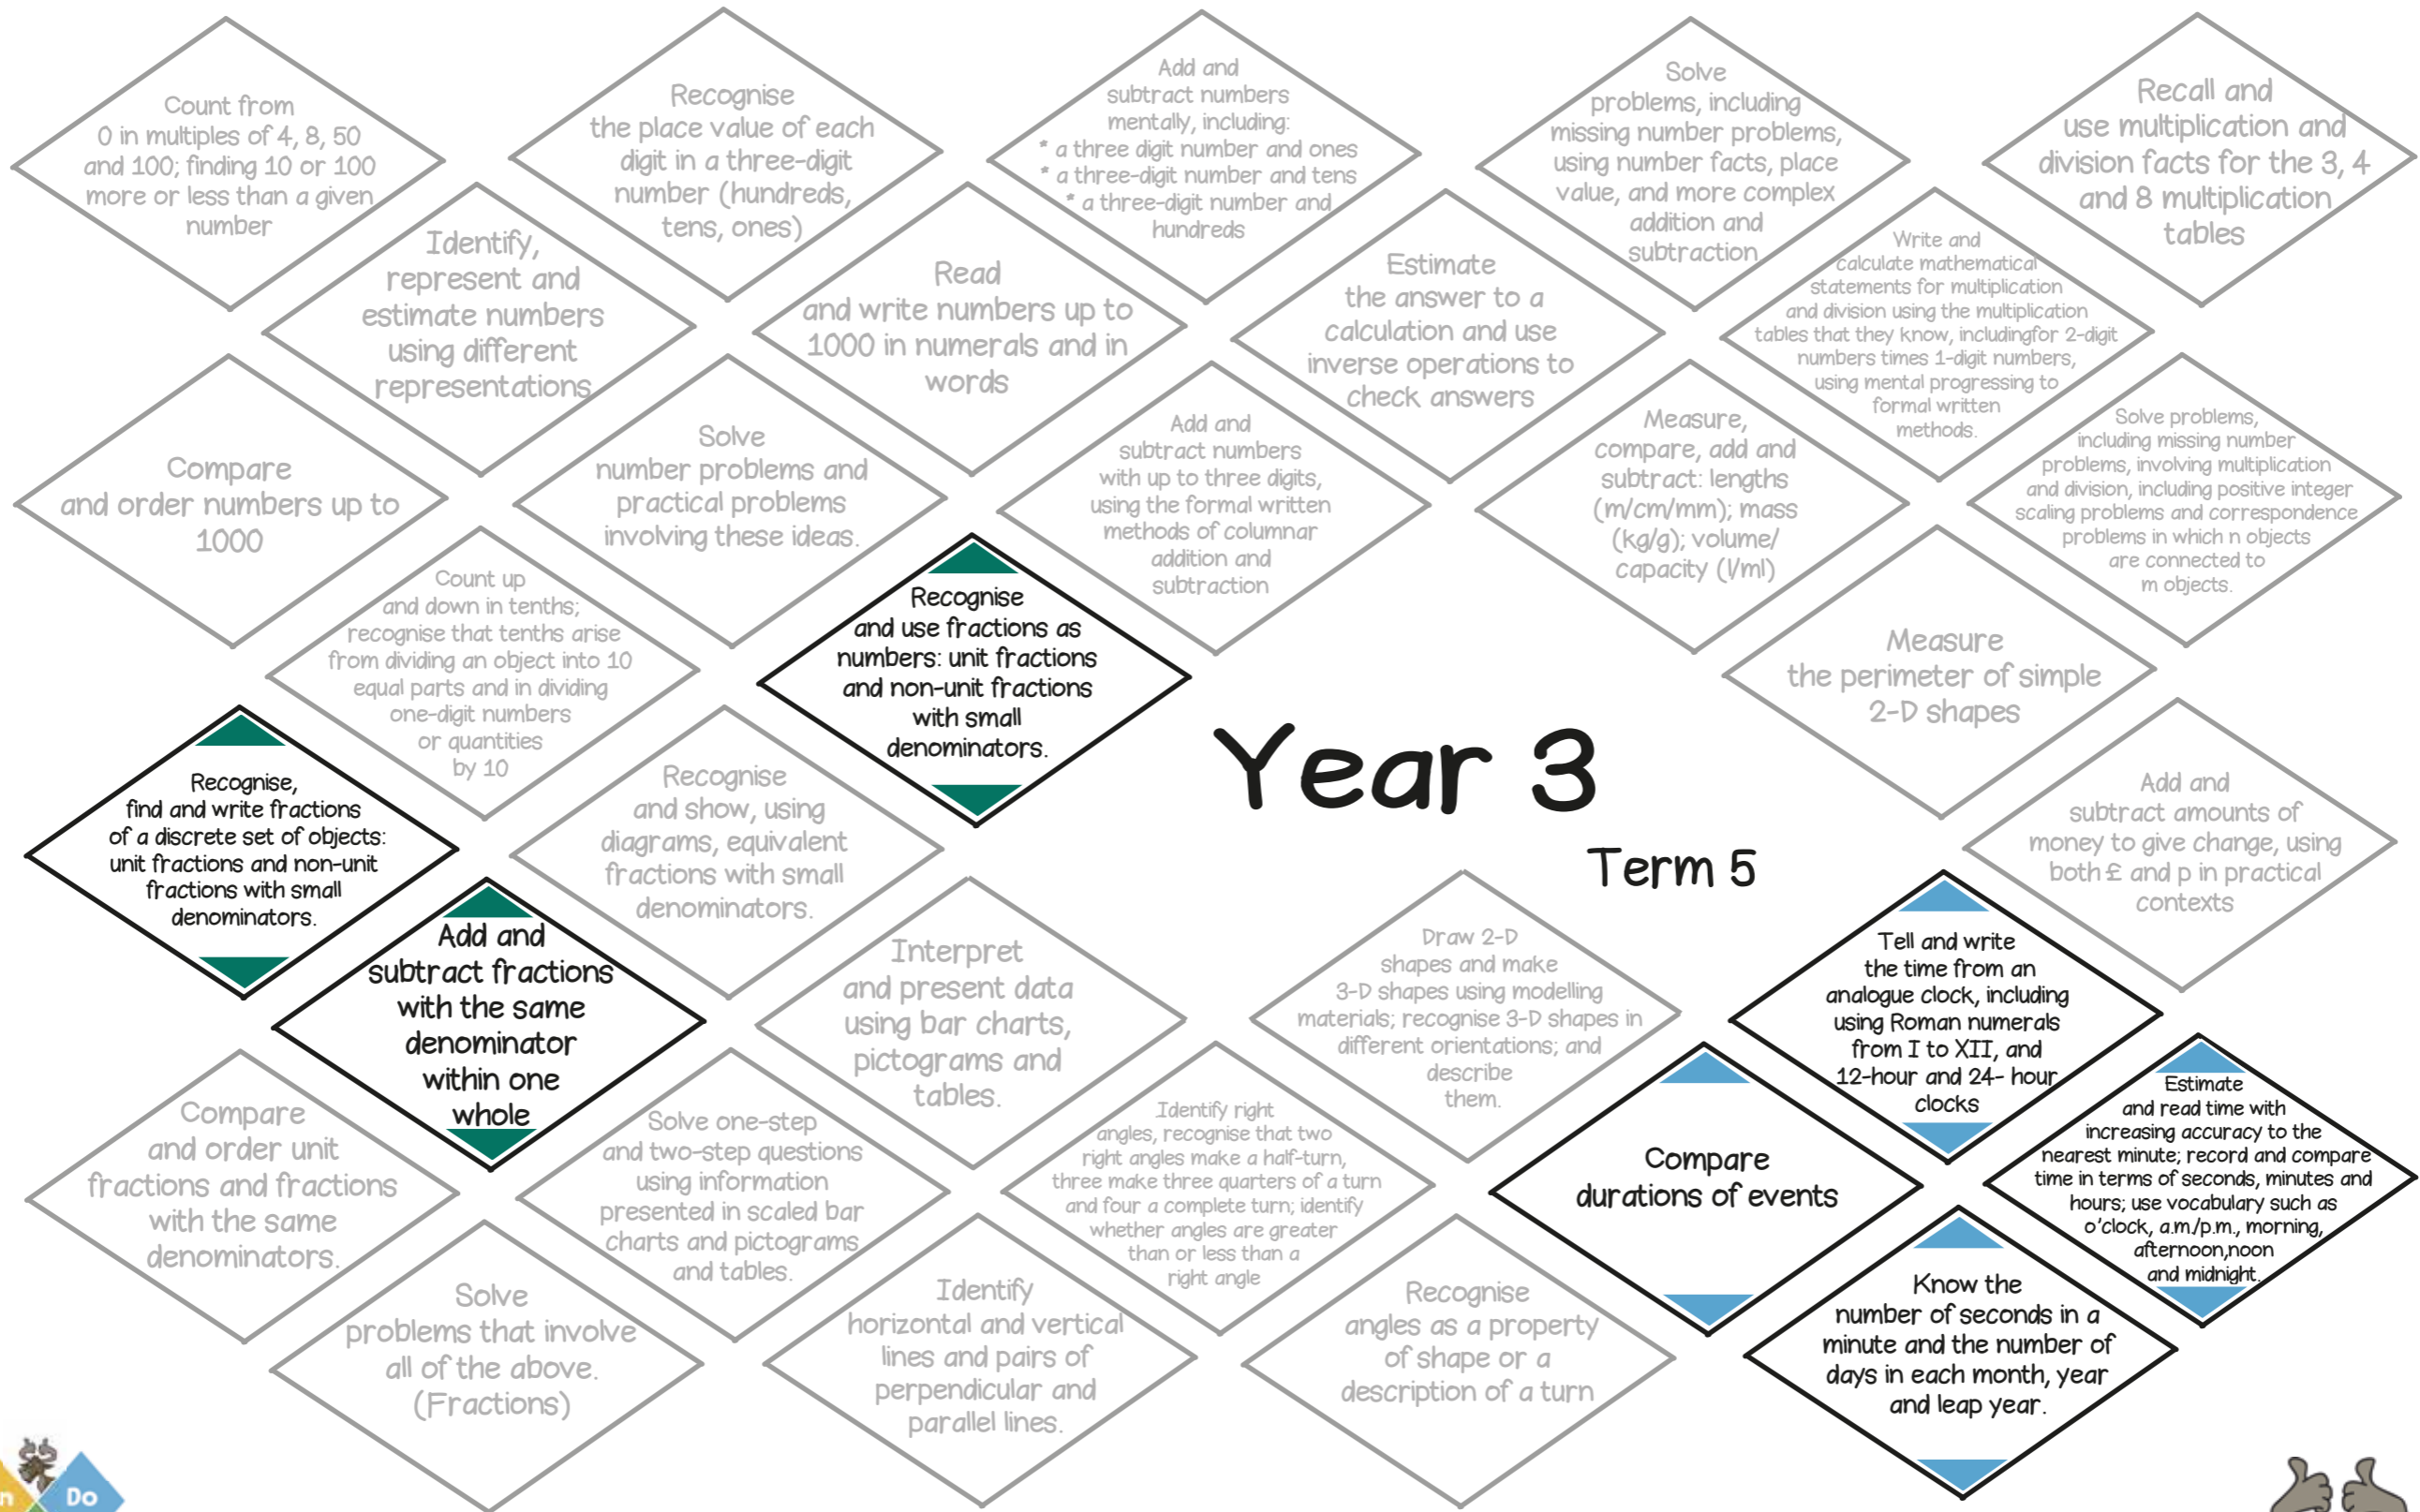 Count from
0 in multiples of 4, 8, 50
and 100; finding 10 or 100
more or less than a given
number
Recognise
the place value of each
digit in a three-digit
number (hundreds,
tens, ones)
Add and
subtract numbers
mentally, including:
* a three digit number and ones
* a three-digit number and tens
* a three-digit number and
hundreds
Solve
problems, including
missing number problems,
using number facts, place
value, and more complex
addition and
subtraction
Recall and
use multiplication and
division facts for the 3, 4
and 8 multiplication
tables
Identify,
represent and
estimate numbers
using different
representations
Read
and write numbers up to
1000 in numerals and in
words
Estimate
the answer to a
calculation and use
inverse operations to
check answers
Write and
calculate mathematical
statements for multiplication
and division using the multiplication
tables that they know, includingfor 2-digit
numbers times 1-digit numbers,
using mental progressing to
formal written
methods.
Compare
and order numbers up to
1000
Solve
number problems and
practical problems
involving these ideas.
Add and
subtract numbers
with up to three digits,
using the formal written
methods of columnar
addition and
subtraction
Measure,
compare, add and
subtract: lengths
(m/cm/mm); mass
(kg/g); volume/
capacity (l/ml)
Solve problems,
including missing number
problems, involving multiplication
and division, including positive integer
scaling problems and correspondence
problems in which n objects
are connected to
m objects.
Count up
and down in tenths;
recognise that tenths arise
from dividing an object into 10
equal parts and in dividing
one-digit numbers
or quantities
by 10
Recognise
and use fractions as
numbers: unit fractions
and non-unit fractions
with small
denominators.
Measure
the perimeter of simple
2-D shapes
Year 3
Term 5
Recognise,
find and write fractions
of a discrete set of objects:
unit fractions and non-unit
fractions with small
denominators.
Recognise
and show, using
diagrams, equivalent
fractions with small
denominators.
Add and
subtract amounts of
money to give change, using
both £ and p in practical
contexts
Add and
subtract fractions
with the same
denominator
within one
whole
Interpret
and present data
using bar charts,
pictograms and
tables.
Draw 2-D
shapes and make
3-D shapes using modelling
materials; recognise 3-D shapes in
different orientations; and
describe
them.
Tell and write
the time from an
analogue clock, including
using Roman numerals
from I to XII, and
12-hour and 24- hour
clocks
Compare
and order unit
fractions and fractions
with the same
denominators.
Solve one-step
and two-step questions
using information
presented in scaled bar
charts and pictograms
and tables.
Identify right
angles, recognise that two
right angles make a half-turn,
three make three quarters of a turn
and four a complete turn; identify
whether angles are greater
than or less than a
right angle
Compare
durations of events
Estimate
and read time with
increasing accuracy to the
nearest minute; record and compare
time in terms of seconds, minutes and
hours; use vocabulary such as
o'clock, a.m./p.m., morning,
afternoon,noon
and midnight.
Solve
problems that involve
all of the above.
(Fractions)
Identify
horizontal and vertical
lines and pairs of
perpendicular and
parallel lines.
Recognise
angles as a property
of shape or a
description of a turn
Know the
number of seconds in a
minute and the number of
days in each month, year
and leap year.
Do